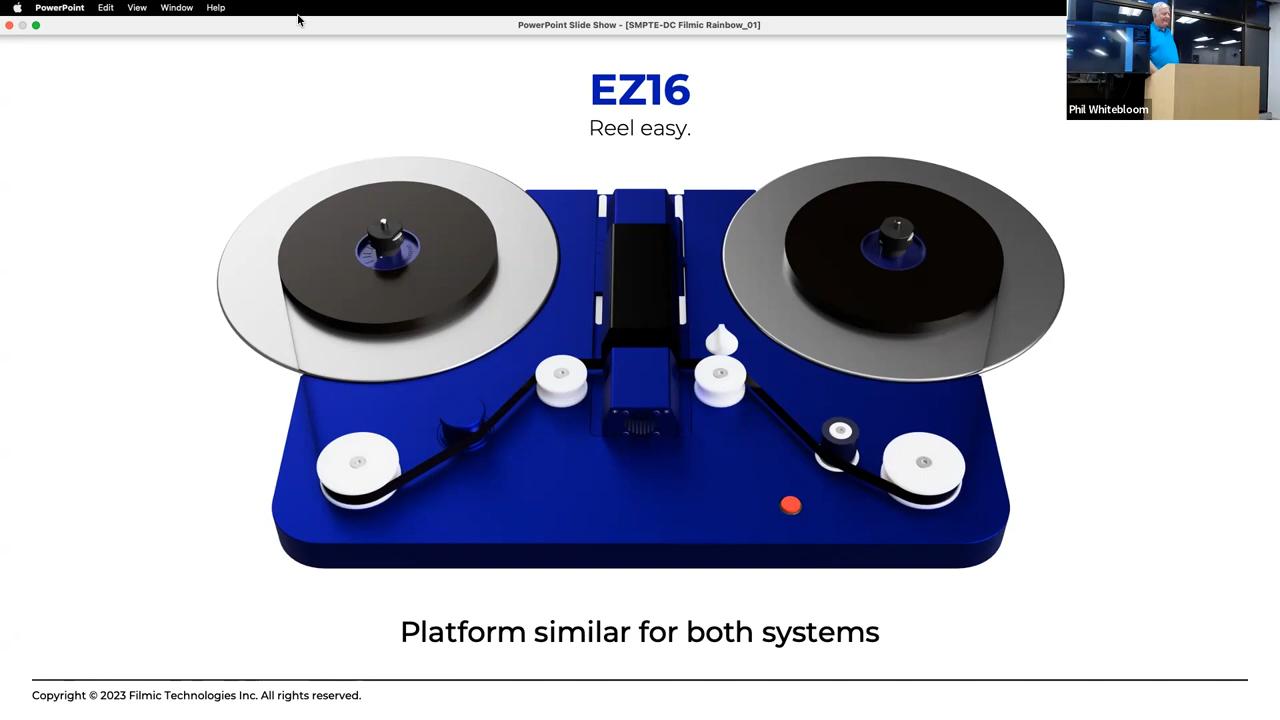 PowerPoint Edit View Window Help
PowerPoint Slide Show - [SMPTE-DC Filmic Rainbow_01]
Phil Whitebloom
EZ16
Reel easy.
Platform similar for both systems
Copyright © 2023 Filmic Technologies Inc. All rights reserved.